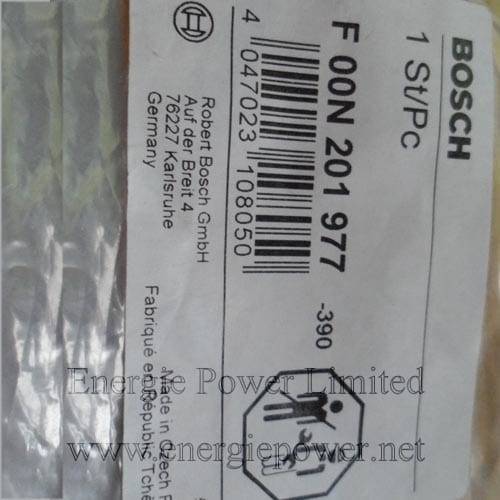 BOSCH
1 St/Pc
F 00N 201 977
-390
4 047023 108050
Robert Bosch GmbH
Auf der Breit 4
76227 Karlsruhe
Germany
Made in Czech
Fabriqué en République
Energie Power Limited
www.energiepower.net